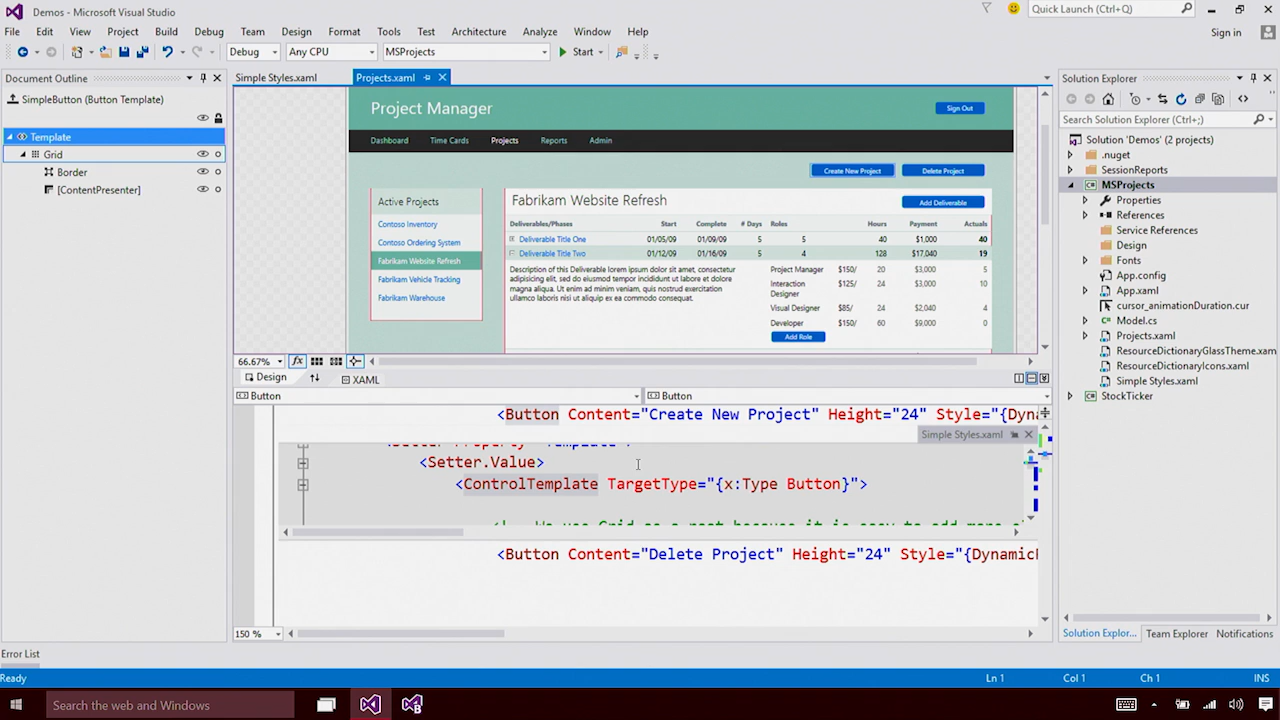 Demos - Microsoft Visual Studio
Quick Launch (Ctrl+Q)
File Edit View Project Build Debug Team Design Format Tools Test Architecture Analyze Window Help
Sign in
Debug Any CPU MSProjects Start
Document Outline
SimpleButton (Button Template)
Template
Grid
Border
[ContentPresenter]
Simple Styles.xaml Projects.xaml
Project Manager
Sign Out
Dashboard Time Cards Projects Reports Admin
Create New Project Delete Project
Active Projects
Contoso Inventory
Contoso Ordering System
Fabrikam Website Refresh
Fabrikam Vehicle Tracking
Fabrikam Warehouse
Fabrikam Website Refresh
Add Deliverable
Deliverables/Phases Start Complete # Days Roles Hours Payment Actuals
Deliverable Title One 01/05/09 01/09/09 5 5 40 $1,000 40
Deliverable Title Two 01/12/09 01/16/09 5 4 128 $17,040 19
Description of this Deliverable lorem ipsum dolor sit amet, consectetur
adipisicing elit, sed do eiusmod tempor incididunt ut labore et dolore
magna aliqua. Ut enim ad minim veniam, quis nostrud exercitation
ullamco laboris nisi ut aliquip ex ea commodo consequat.
Project Manager $150/ 20 $3,000 5
Interaction Designer $125/ 24 $3,000 10
Visual Designer $85/ 24 $2,040 4
Developer $150/ 60 $9,000 0
Add Role
66.67% fx
Design XAML
Button Button
<Button Content="Create New Project" Height="24" Style="{Dyna
Simple Styles.xaml
<Setter.Value>
<ControlTemplate TargetType="{x:Type Button}">
<Button Content="Delete Project" Height="24" Style="{DynamicR
150 %
Solution Explorer
Search Solution Explorer (Ctrl+;)
Solution 'Demos' (2 projects)
.nuget
SessionReports
MSProjects
Properties
References
Service References
Design
Fonts
App.config
App.xaml
cursor_animationDuration.cur
Model.cs
Projects.xaml
ResourceDictionaryGlassTheme.xam
ResourceDictionaryIcons.xaml
Simple Styles.xaml
StockTicker
Solution Explor... Team Explorer Notifications
Error List
Ready Ln 1 Col 1 Ch 1 INS
Search the web and Windows